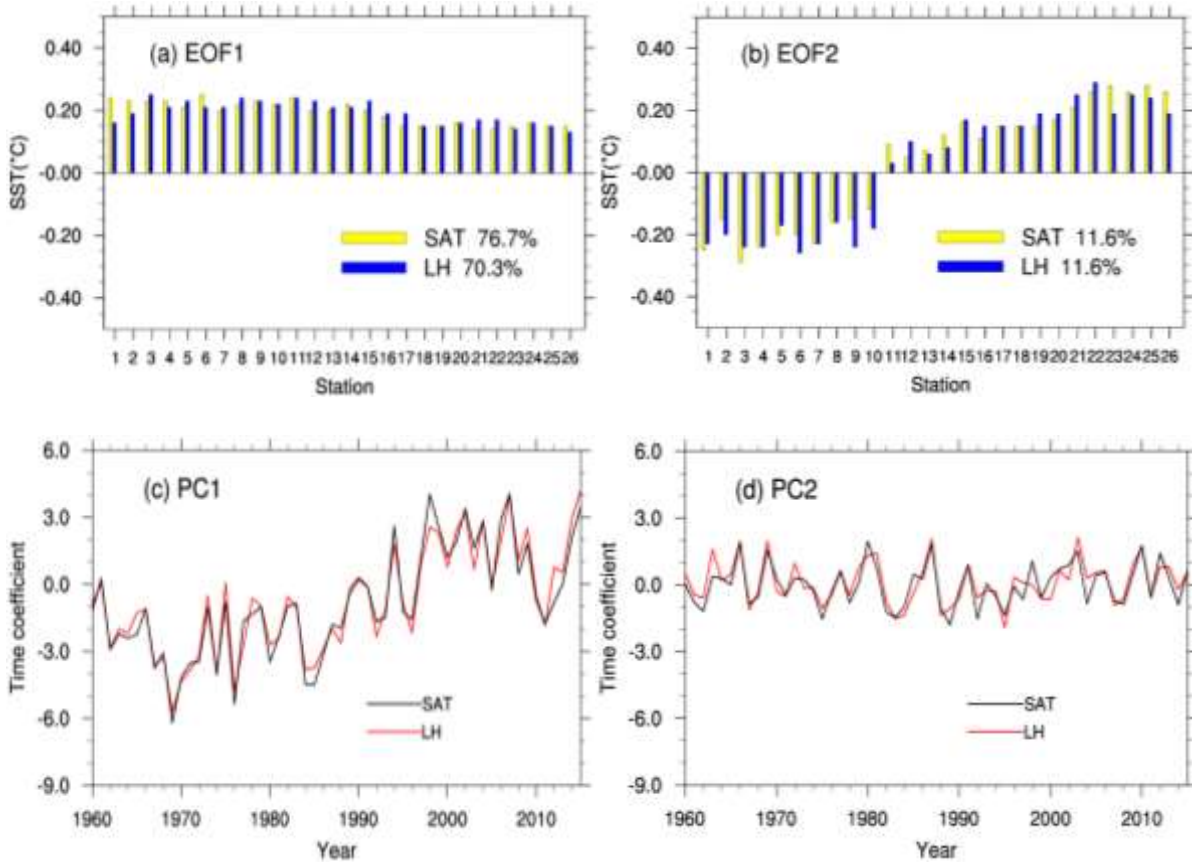 (a) EOF1
0.40
0.20
-0.00
-0.20
-0.40
SST(°C)
SAT 76.7%
LH 70.3%
1 2 3 4 5 6 7 8 9 10 11 12 13 14 15 16 17 18 19 20 21 22 23 24 25 26
Station
(b) EOF2
0.40
0.20
-0.00
-0.20
-0.40
SST(°C)
SAT 11.6%
LH 11.6%
1 2 3 4 5 6 7 8 9 10 11 12 13 14 15 16 17 18 19 20 21 22 23 24 25 26
Station
(c) PC1
6.0
3.0
0.0
-3.0
-6.0
-9.0
Time coefficient
SAT
LH
1960 1970 1980 1990 2000 2010
Year
(d) PC2
6.0
3.0
0.0
-3.0
-6.0
-9.0
Time coefficient
SAT
LH
1960 1970 1980 1990 2000 2010
Year